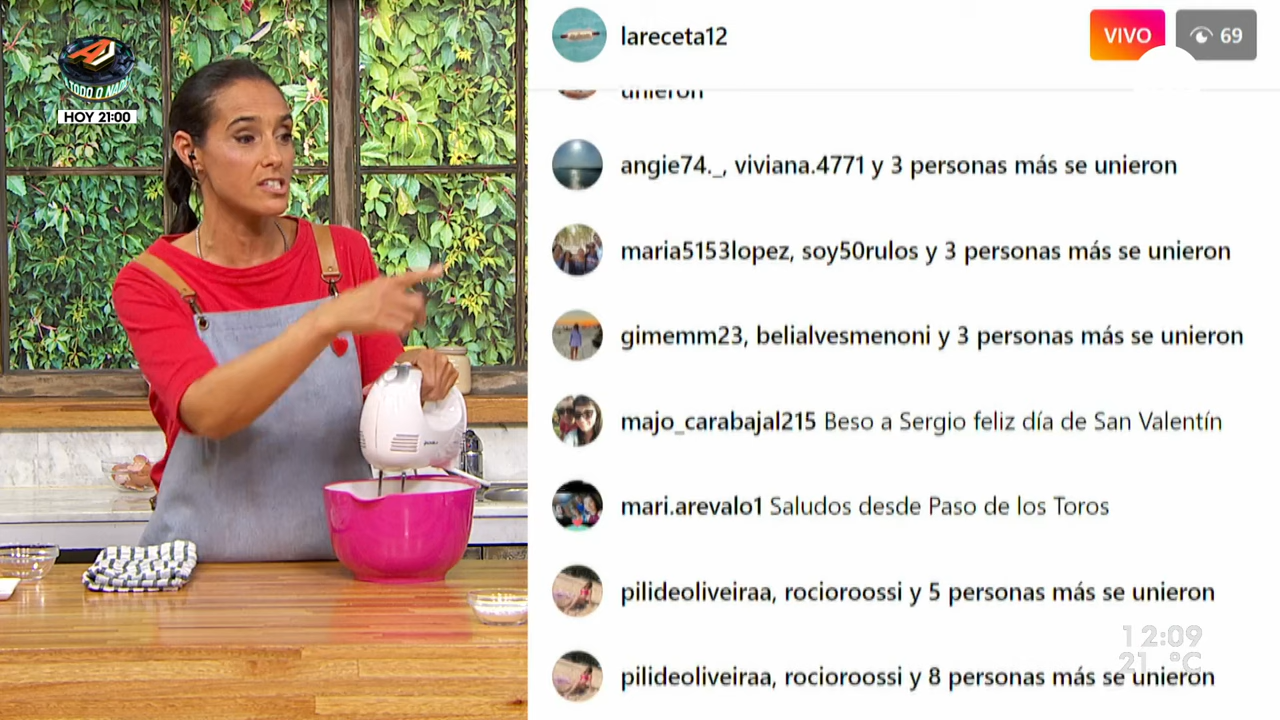 AJ
TODO O NADA
HOY 21:00
lareceta12
VIVO
69
unieron
angie74._, viviana.4771 y 3 personas más se unieron
maria5153lopez, soy50rulos y 3 personas más se unieron
gimemm23, belialvesmenoni y 3 personas más se unieron
majo_carabajal215 Beso a Sergio feliz día de San Valentín
mari.arevalo1 Saludos desde Paso de los Toros
pilideoliveiraa, rocioroossi y 5 personas más se unieron
12:09
21 °C
pilideoliveiraa, rocioroossi y 8 personas más se unieron